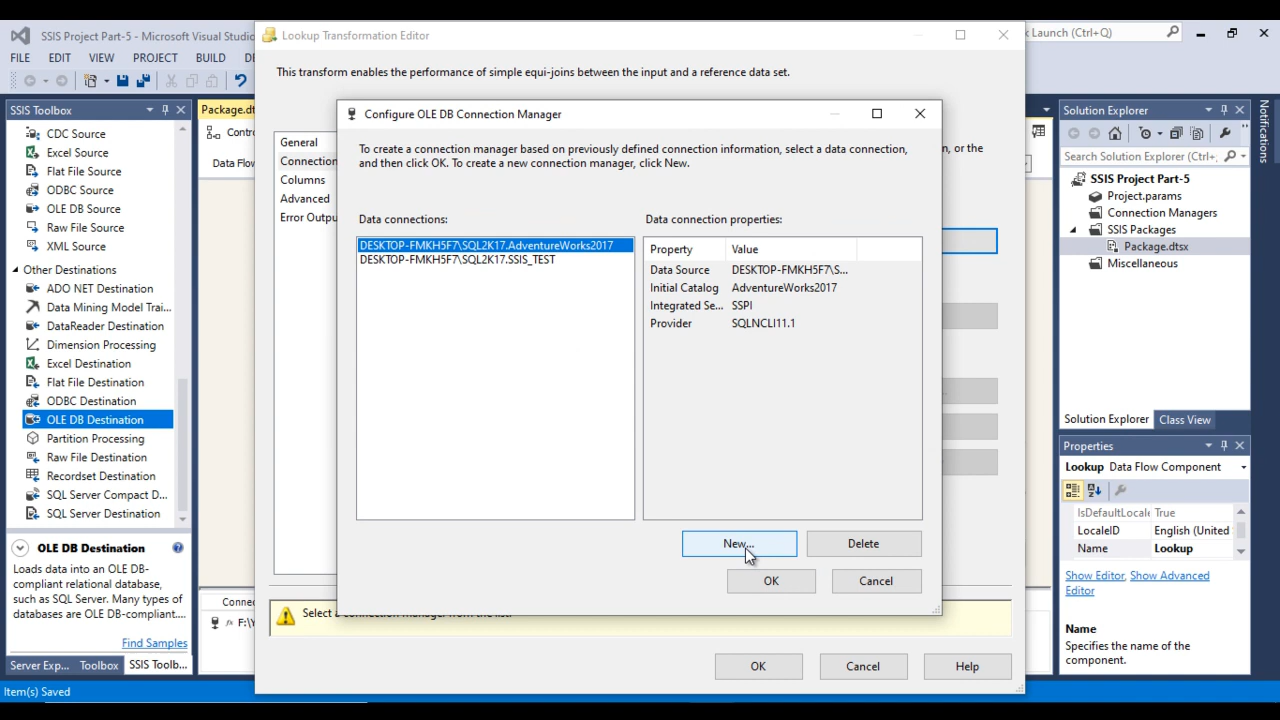 SSIS Project Part-5 - Microsoft Visual Studio
Lookup Transformation Editor
Launch (Ctrl+Q)
FILE EDIT VIEW PROJECT BUILD
This transform enables the performance of simple equi-joins between the input and a reference data set.
SSIS Toolbox
CDC Source
Excel Source
Flat File Source
ODBC Source
OLE DB Source
Raw File Source
XML Source
Other Destinations
ADO NET Destination
Data Mining Model Trai...
DataReader Destination
Dimension Processing
Excel Destination
Flat File Destination
ODBC Destination
OLE DB Destination
Partition Processing
Raw File Destination
Recordset Destination
SQL Server Compact D...
SQL Server Destination
OLE DB Destination
Loads data into an OLE DB-
compliant relational database,
such as SQL Server. Many types of
databases are OLE DB-compliant....
Find Samples
Server Exp... Toolbox SSIS Toolb...
Item(s) Saved
General
Connection
Columns
Advanced
Configure OLE DB Connection Manager
To create a connection manager based on previously defined connection information, select a data connection,
and then click OK. To create a new connection manager, click New.
n, or the
Data connections:
DESKTOP-FMKH5F7\SQL2K17.AdventureWorks2017
DESKTOP-FMKH5F7\SQL2K17.SSIS_TEST
Data connection properties:
Property Value
Data Source DESKTOP-FMKH5F7\S...
Initial Catalog AdventureWorks2017
Integrated Se... SSPI
Provider SQLNCLI11.1
New... Delete
OK Cancel
OK Cancel Help
Solution Explorer
Search Solution Explorer (Ctrl+;
SSIS Project Part-5
Project.params
Connection Managers
SSIS Packages
Package.dtsx
Miscellaneous
Solution Explorer Class View
Properties
Lookup Data Flow Component
IsDefaultLocale True
LocaleID English (United
Name Lookup
Show Editor, Show Advanced
Editor
Name
Specifies the name of the
component.
Notifications